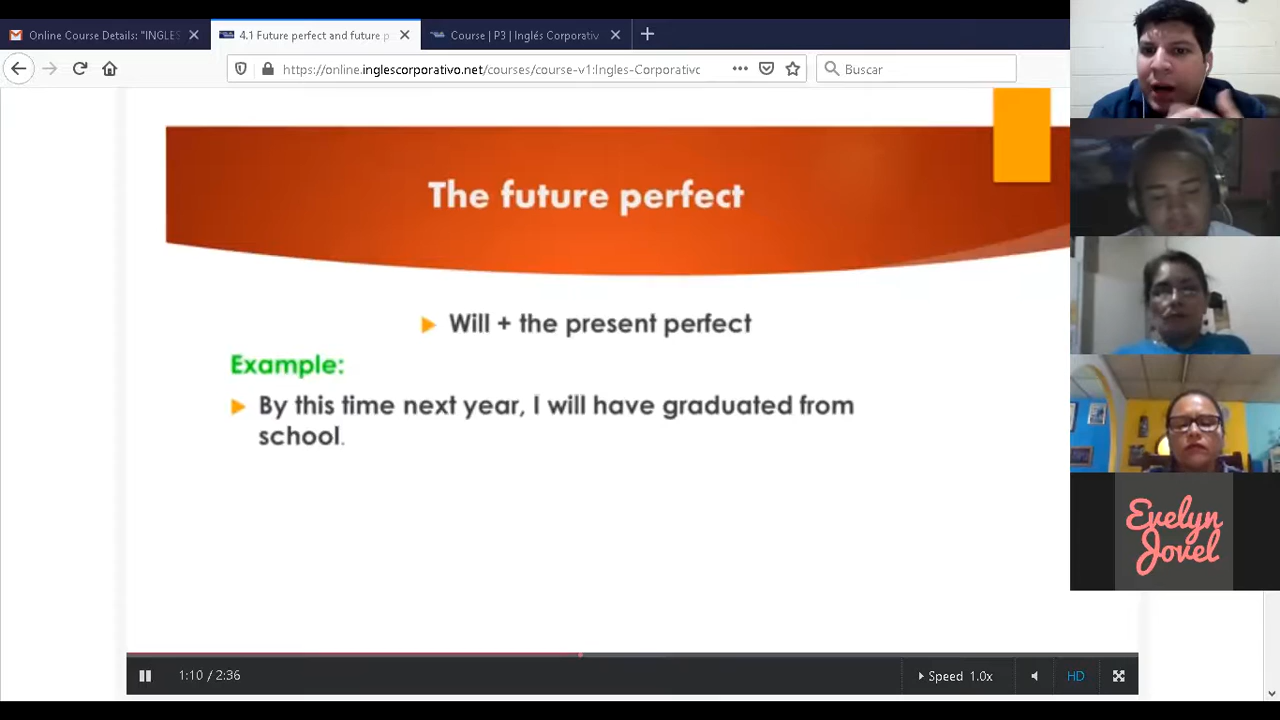 Online Course Details: "INGLES
4.1 Future perfect and future p
Course | P3 | Inglés Corporativ
https://online.inglescorporativo.net/courses/course-v1:Ingles-Corporativo
Buscar
The future perfect
Will + the present perfect
Example:
By this time next year, I will have graduated from
school.
Evelyn
Jovel
1:10 / 2:36
Speed 1.0x
HD